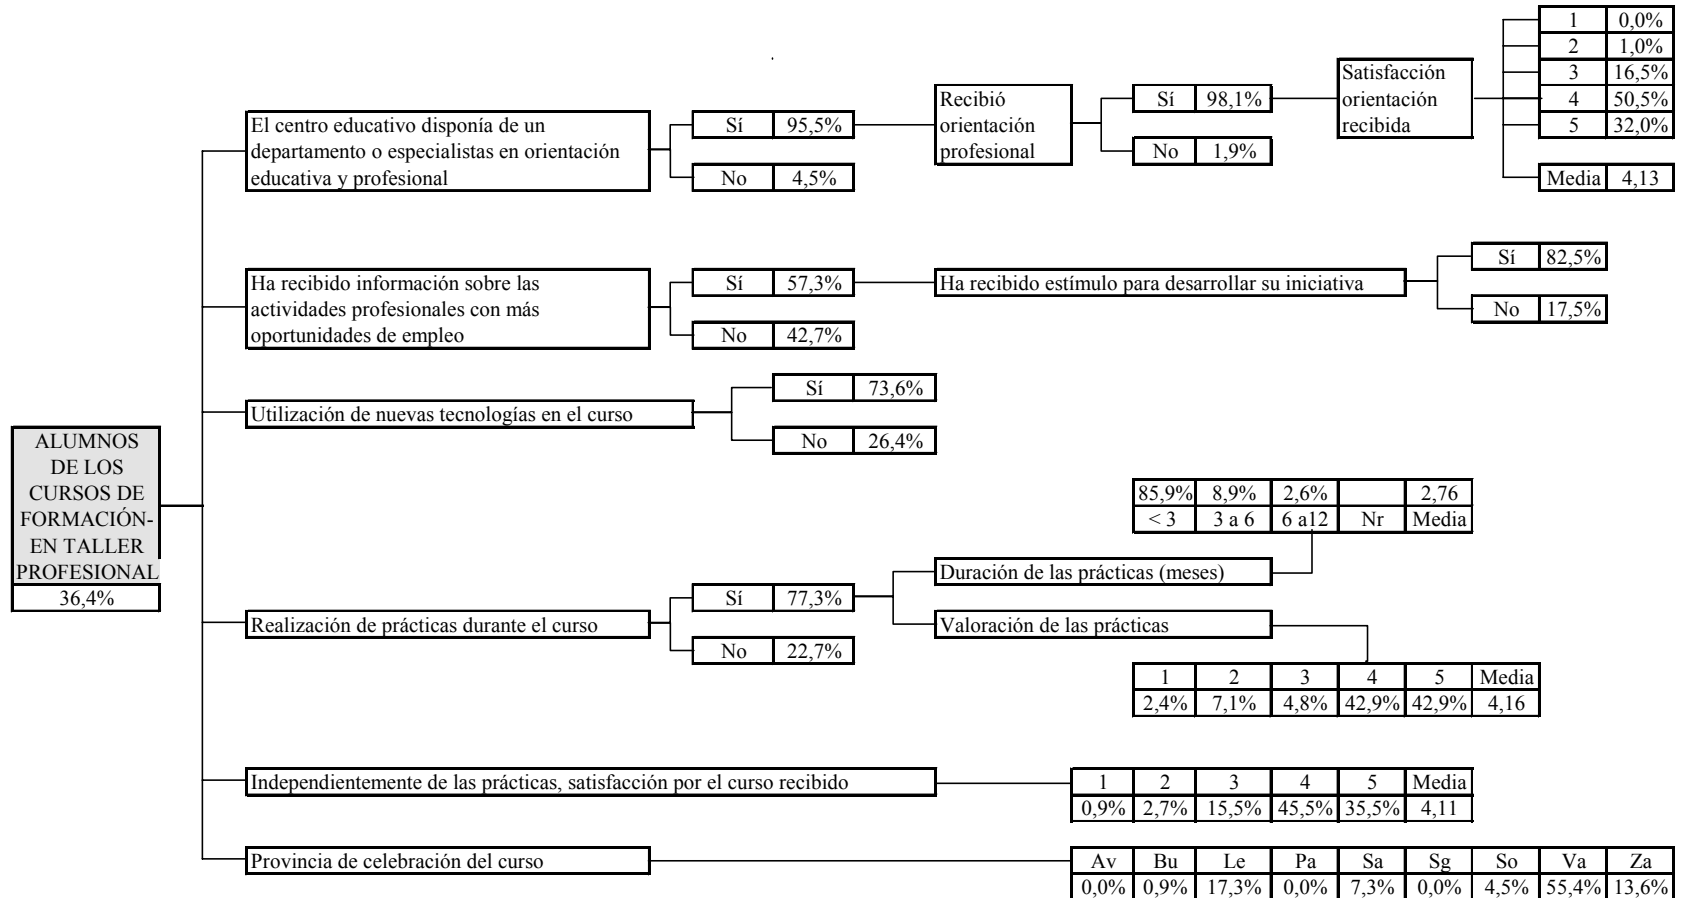 1 0,0%
2 1,0%
3 16,5%
4 50,5%
5 32,0%
Media 4,13
Satisfacción
orientación
recibida
Recibió
orientación
profesional
Sí 98,1%
No 1,9%
El centro educativo disponía de un
departamento o especialistas en orientación
educativa y profesional
Sí 95,5%
No 4,5%
Ha recibido información sobre las
actividades profesionales con más
oportunidades de empleo
Sí 57,3%
No 42,7%
Ha recibido estímulo para desarrollar su iniciativa
Sí 82,5%
No 17,5%
Utilización de nuevas tecnologías en el curso
Sí 73,6%
No 26,4%
ALUMNOS
DE LOS
CURSOS DE
FORMACIÓN-
EN TALLER
PROFESIONAL
36,4%
85,9% 8,9% 2,6% 2,76
< 3 3 a 6 6 a12 Nr Media
Duración de las prácticas (meses)
Realización de prácticas durante el curso
Sí 77,3%
No 22,7%
Valoración de las prácticas
1 2 3 4 5 Media
2,4% 7,1% 4,8% 42,9% 42,9% 4,16
Independientemente de las prácticas, satisfacción por el curso recibido
1 2 3 4 5 Media
0,9% 2,7% 15,5% 45,5% 35,5% 4,11
Provincia de celebración del curso
Av Bu Le Pa Sa Sg So Va Za
0,0% 0,9% 17,3% 0,0% 7,3% 0,0% 4,5% 55,4% 13,6%